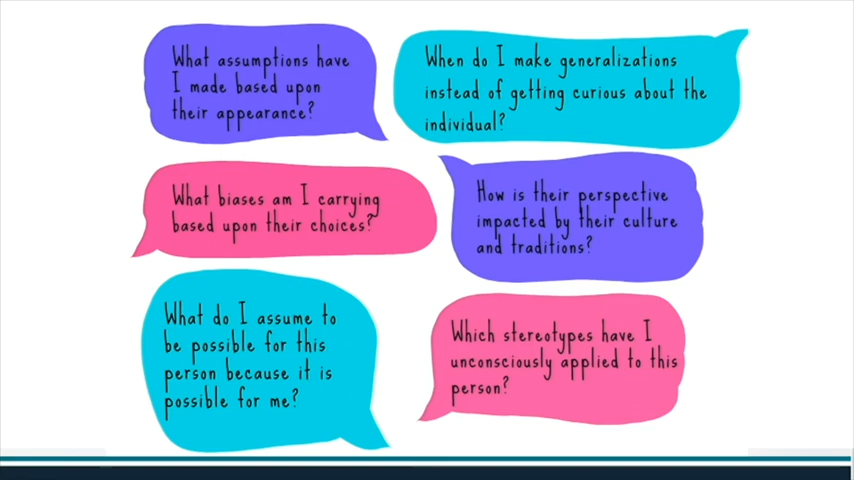 What assumptions have
I made based upon
their appearance?
When do I make generalizations
instead of getting curious about the
individual?
What biases am I carrying
based upon their choices?
How is their perspective
impacted by their culture
and traditions?
What do I assume to
be possible for this
person because it is
possible for me?
Which stereotypes have I
unconsciously applied to this
person?